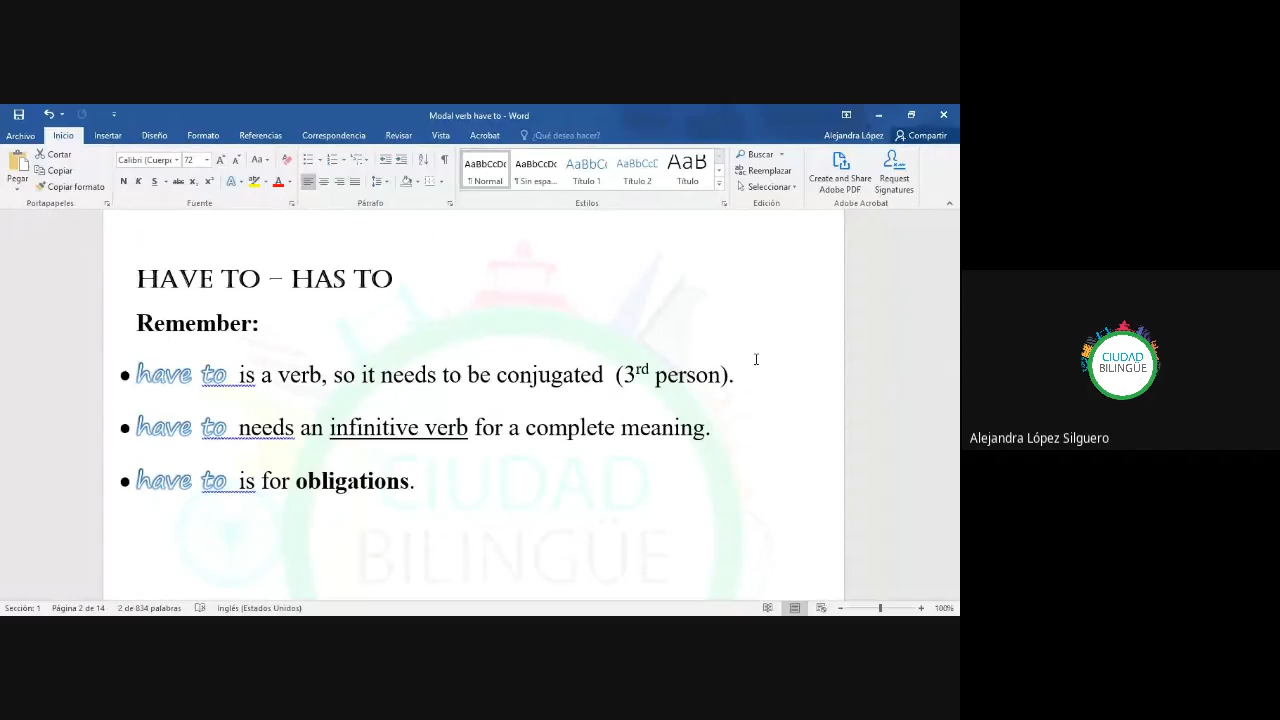 Modal verb have to - Word
Archivo Inicio Insertar Diseño Formato Referencias Correspondencia Revisar Vista Acrobat ¿Qué desea hacer? Alejandra López Compartir
Pegar
Cortar
Copiar
Copiar formato
Portapapeles
Calibri (Cuerpo 72
Fuente
Párrafo
AaBbCcDc AaBbCcDc AaBbC( AaBbCcC AaB
¶ Normal ¶ Sin espa... Título 1 Título 2 Título
Estilos
Buscar
Reemplazar
Seleccionar
Edición
Create and Share Adobe PDF
Request Signatures
Adobe Acrobat
HAVE TO – HAS TO
Remember:
• have to is a verb, so it needs to be conjugated (3rd person).
• have to needs an infinitive verb for a complete meaning.
• have to is for obligations.
CIUDAD
BILINGÜE
Sección: 1 Página 2 de 14 2 de 834 palabras Inglés (Estados Unidos) 100%
CIUDAD
BILINGÜE
Alejandra López Silguero